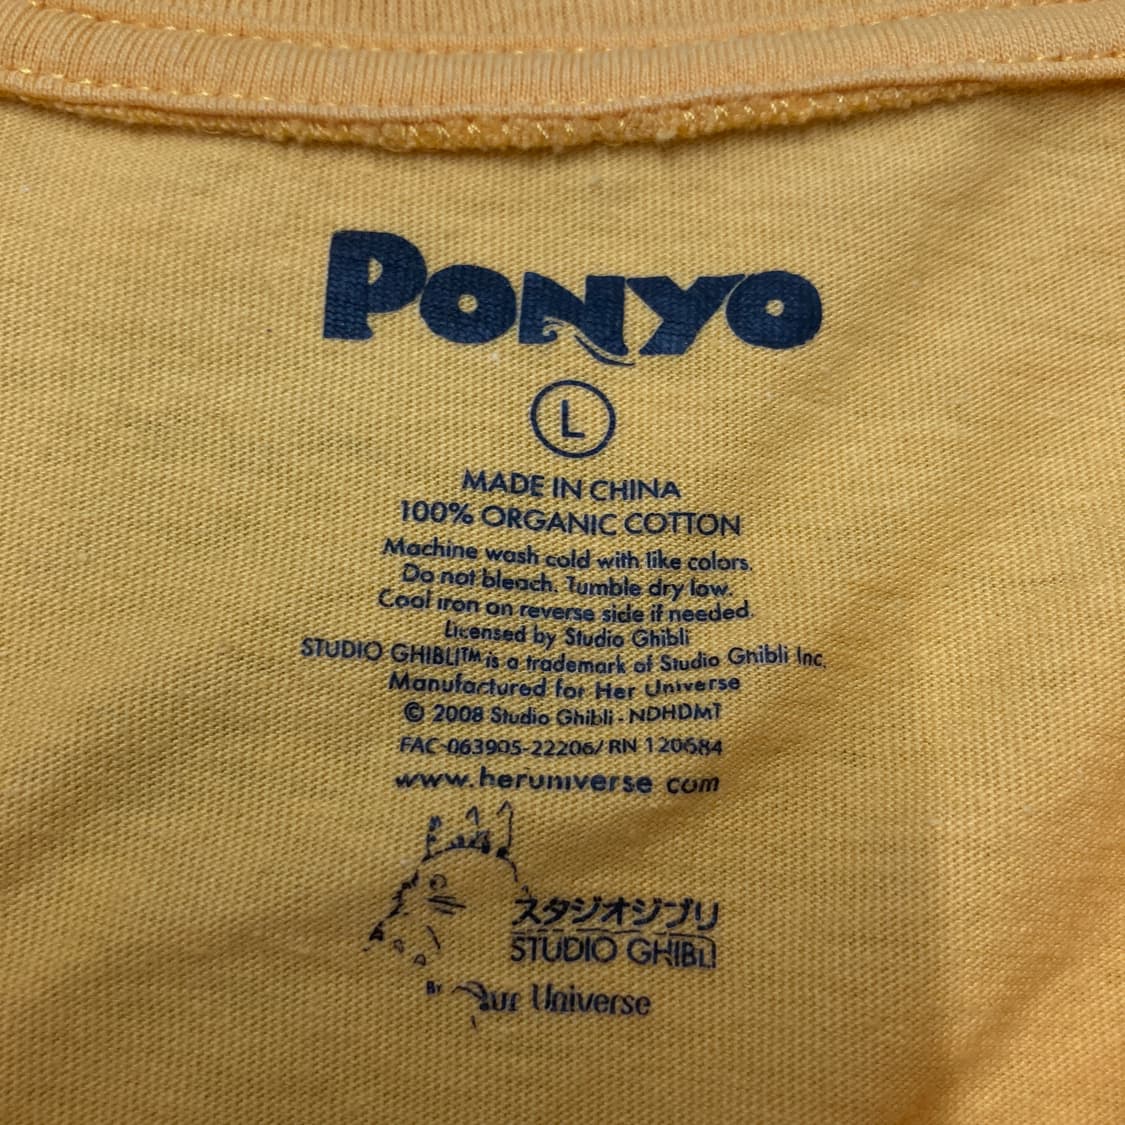 PONYO
L
MADE IN CHINA
100% ORGANIC COTTON
Machine wash cold with like colors.
Do not bleach. Tumble dry low.
Cool iron on reverse side if needed.
Licensed by Studio Ghibli
STUDIO GHIBLI™ is a trademark of Studio Ghibli Inc.
Manufactured for Her Universe
© 2008 Studio Ghibli - NDHDMT
FAC-063905-22206/ RN 120684
www.heruniverse.com
スタジオジブリ
STUDIO GHIBLI
BY Our Universe